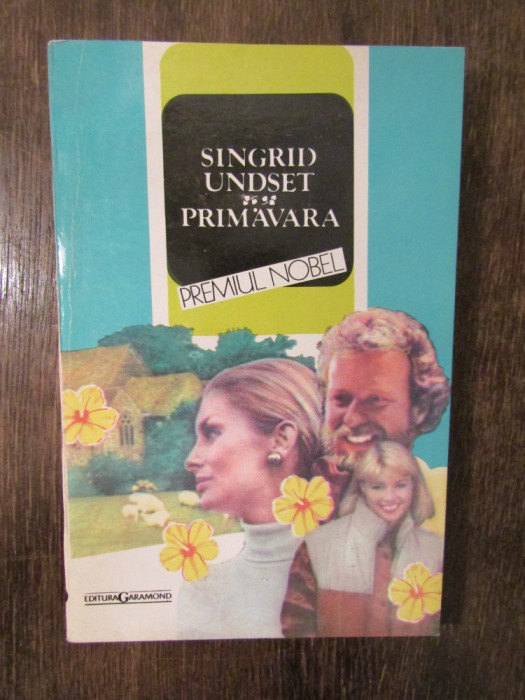 SINGRID
UNDSET
PRIMĂVARA
PREMIUL NOBEL
EDITURA GARAMOND